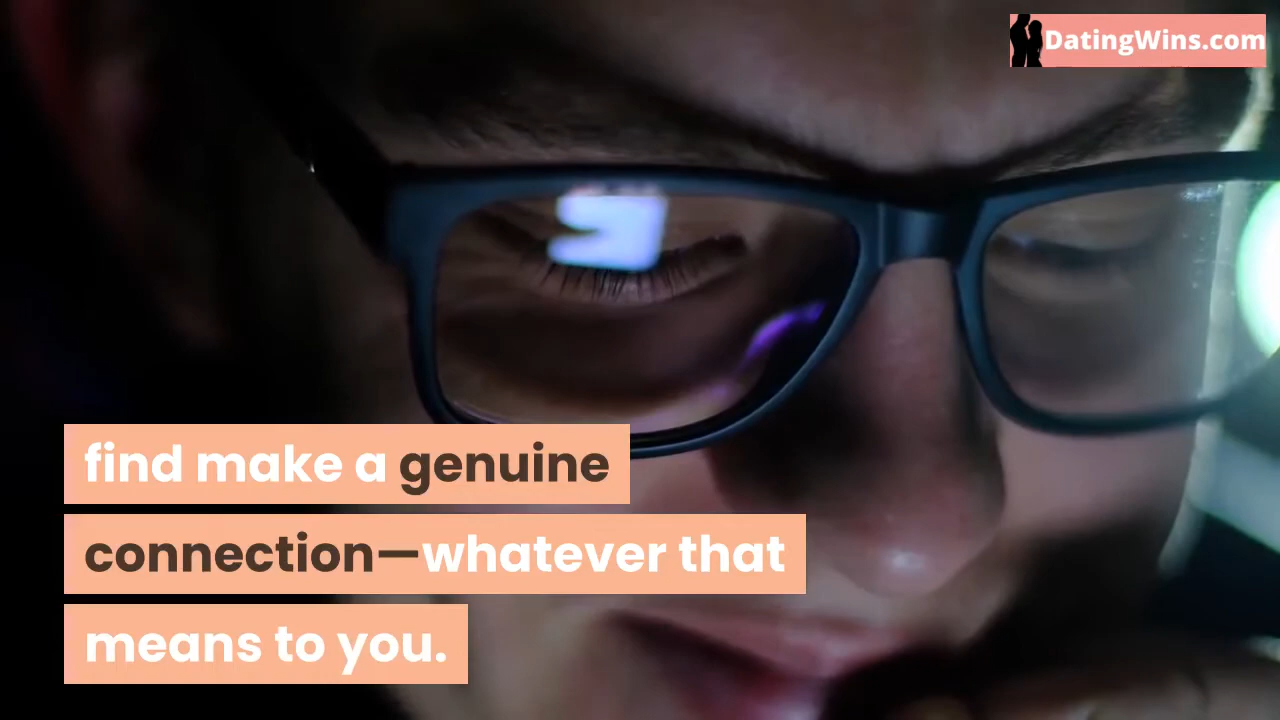 DatingWins.com
find make a genuine
connection—whatever that
means to you.